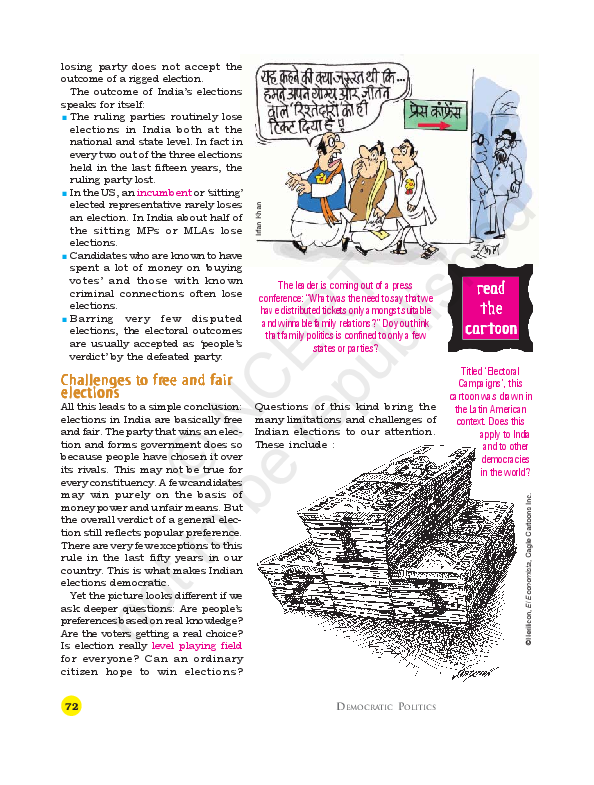 losing party does not accept the
outcome of a rigged election.
The outcome of India's elections
speaks for itself:
The ruling parties routinely lose
elections in India both at the
national and state level. In fact in
every two out of the three elections
held in the last fifteen years, the
ruling party lost.
In the US, an incumbent or 'sitting'
elected representative rarely loses
an election. In India about half of
the sitting MPs or MLAs lose
elections.
Candidates who are known to have
spent a lot of money on 'buying
votes' and those with known
criminal connections often lose
elections.
Barring very few disputed
elections, the electoral outcomes
are usually accepted as 'people's
verdict' by the defeated party.
Challenges to free and fair
elections
All this leads to a simple conclusion:
elections in India are basically free
and fair. The party that wins an elec-
tion and forms government does so
because people have chosen it over
its rivals. This may not be true for
every constituency. A few candidates
may win purely on the basis of
money power and unfair means. But
the overall verdict of a general elec-
tion still reflects popular preference.
There are very few exceptions to this
rule in the last fifty years in our
country. This is what makes Indian
elections democratic.
Yet the picture looks different if we
ask deeper questions: Are people's
preferences based on real knowledge?
Are the voters getting a real choice?
Is election really level playing field
for everyone? Can an ordinary
citizen hope to win elections?
यह कहने की क्या ज़रूरत थी कि...
हमने अपने योग्य और जीतने
वाले 'रिश्तेदारों' को ही
टिकट दिया है!
प्रेस कांफ्रेंस
Irfan Khan
The leader is coming out of a press
conference: "What was the need to say that we
have distributed tickets only amongst suitable
and winnable family relations?" Do you think
that family politics is confined to only a few
states or parties?
read
the
cartoon
Questions of this kind bring the
many limitations and challenges of
Indian elections to our attention.
These include :
Titled 'Electoral
Campaigns', this
cartoon was drawn in
the Latin American
context. Does this
apply to India
and to other
democracies
in the world?
1
2
3
© Nerilicon, El Economista, Cagle Cartoons Inc.
72
DEMOCRATIC POLITICS